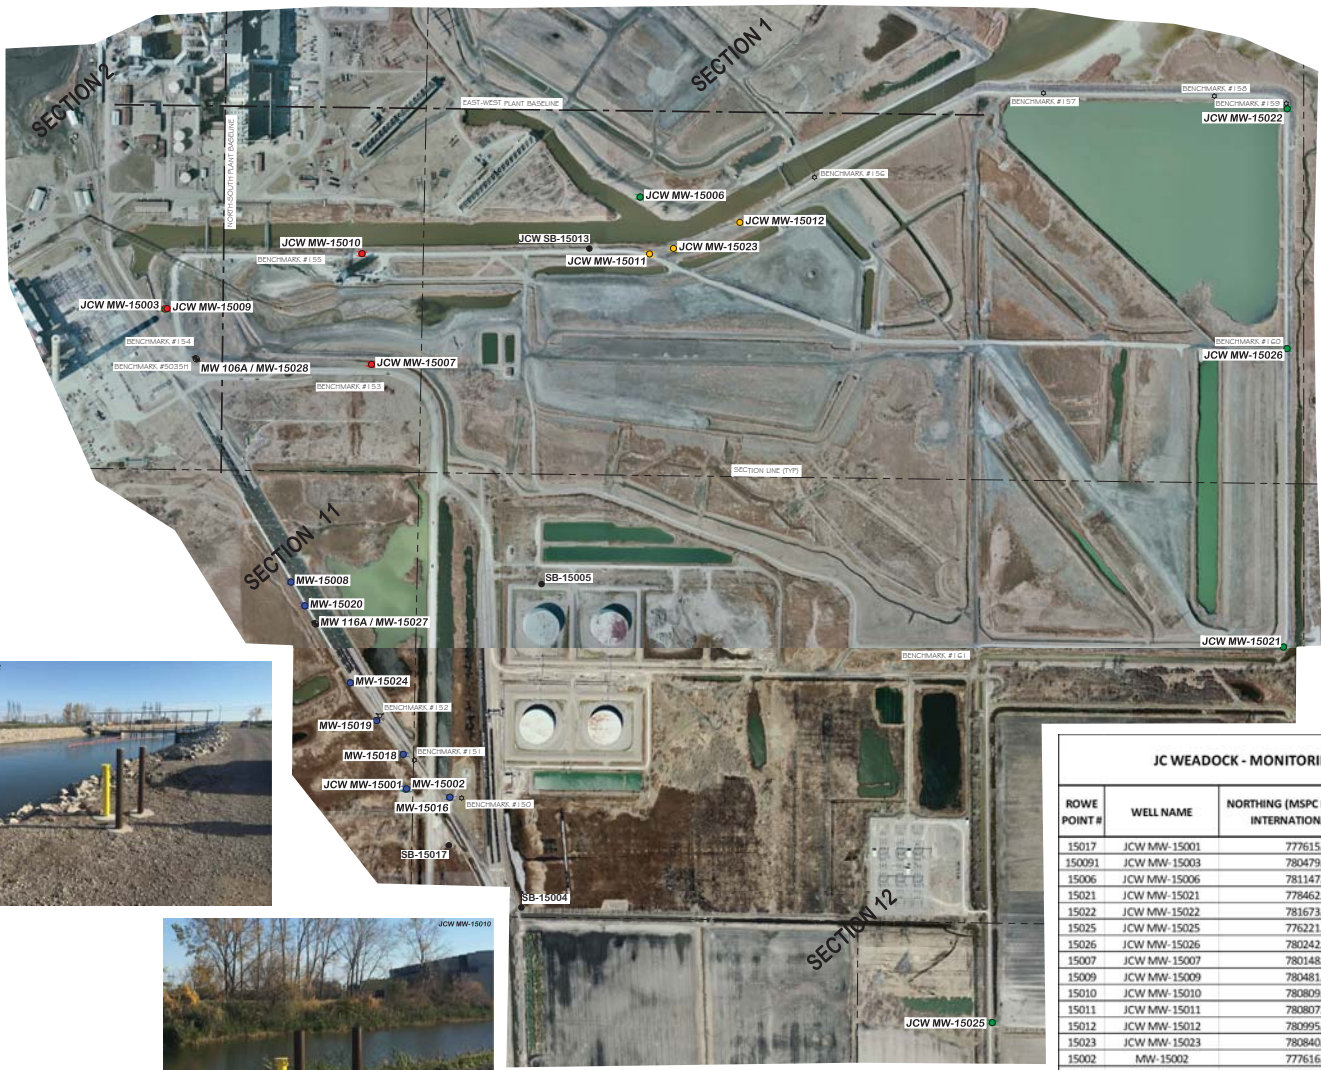 SECTION 2
SECTION 1
EAST-WEST PLANT BASELINE
NORTH-SOUTH PLANT BASELINE
BENCHMARK #157
BENCHMARK #158
BENCHMARK #159
JCW MW-15022
BENCHMARK #156
JCW MW-15006
JCW MW-15012
JCW SB-15013
JCW MW-15023
JCW MW-15011
JCW MW-15010
BENCHMARK #155
JCW MW-15003
JCW MW-15009
BENCHMARK #154
BENCHMARK #5035H
MW 106A / MW-15028
JCW MW-15007
BENCHMARK #153
BENCHMARK #160
JCW MW-15026
SECTION LINE (TYP)
SECTION 11
MW-15008
MW-15020
MW 116A / MW-15027
SB-15005
JCW MW-15021
BENCHMARK #161
MW-15024
BENCHMARK #152
MW-15019
MW-15018
BENCHMARK #151
JCW MW-15001
MW-15002
MW-15016
BENCHMARK #150
SB-15017
SB-15004
SECTION 12
JCW MW-15025
JCW MW-15010
JC WEADOCK - MONITORI
ROWE POINT # WELL NAME NORTHING (MSPC INTERNATION
15017 JCW MW-15001 777615
150091 JCW MW-15003 780479
15006 JCW MW-15006 781147
15021 JCW MW-15021 778462
15022 JCW MW-15022 781673
15025 JCW MW-15025 776221
15026 JCW MW-15026 780242
15007 JCW MW-15007 780148
15009 JCW MW-15009 780481
15010 JCW MW-15010 780809
15011 JCW MW-15011 780807
15012 JCW MW-15012 780995
15023 JCW MW-15023 780840
15002 MW-15002 777616